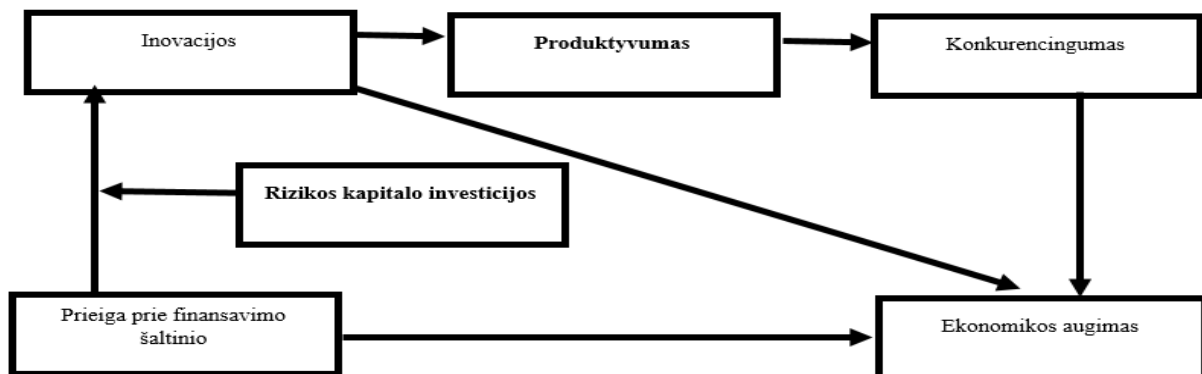 Inovacijos
Produktyvumas
Konkurencingumas
Rizikos kapitalo investicijos
Prieiga prie finansavimo
šaltinio
Ekonomikos augimas